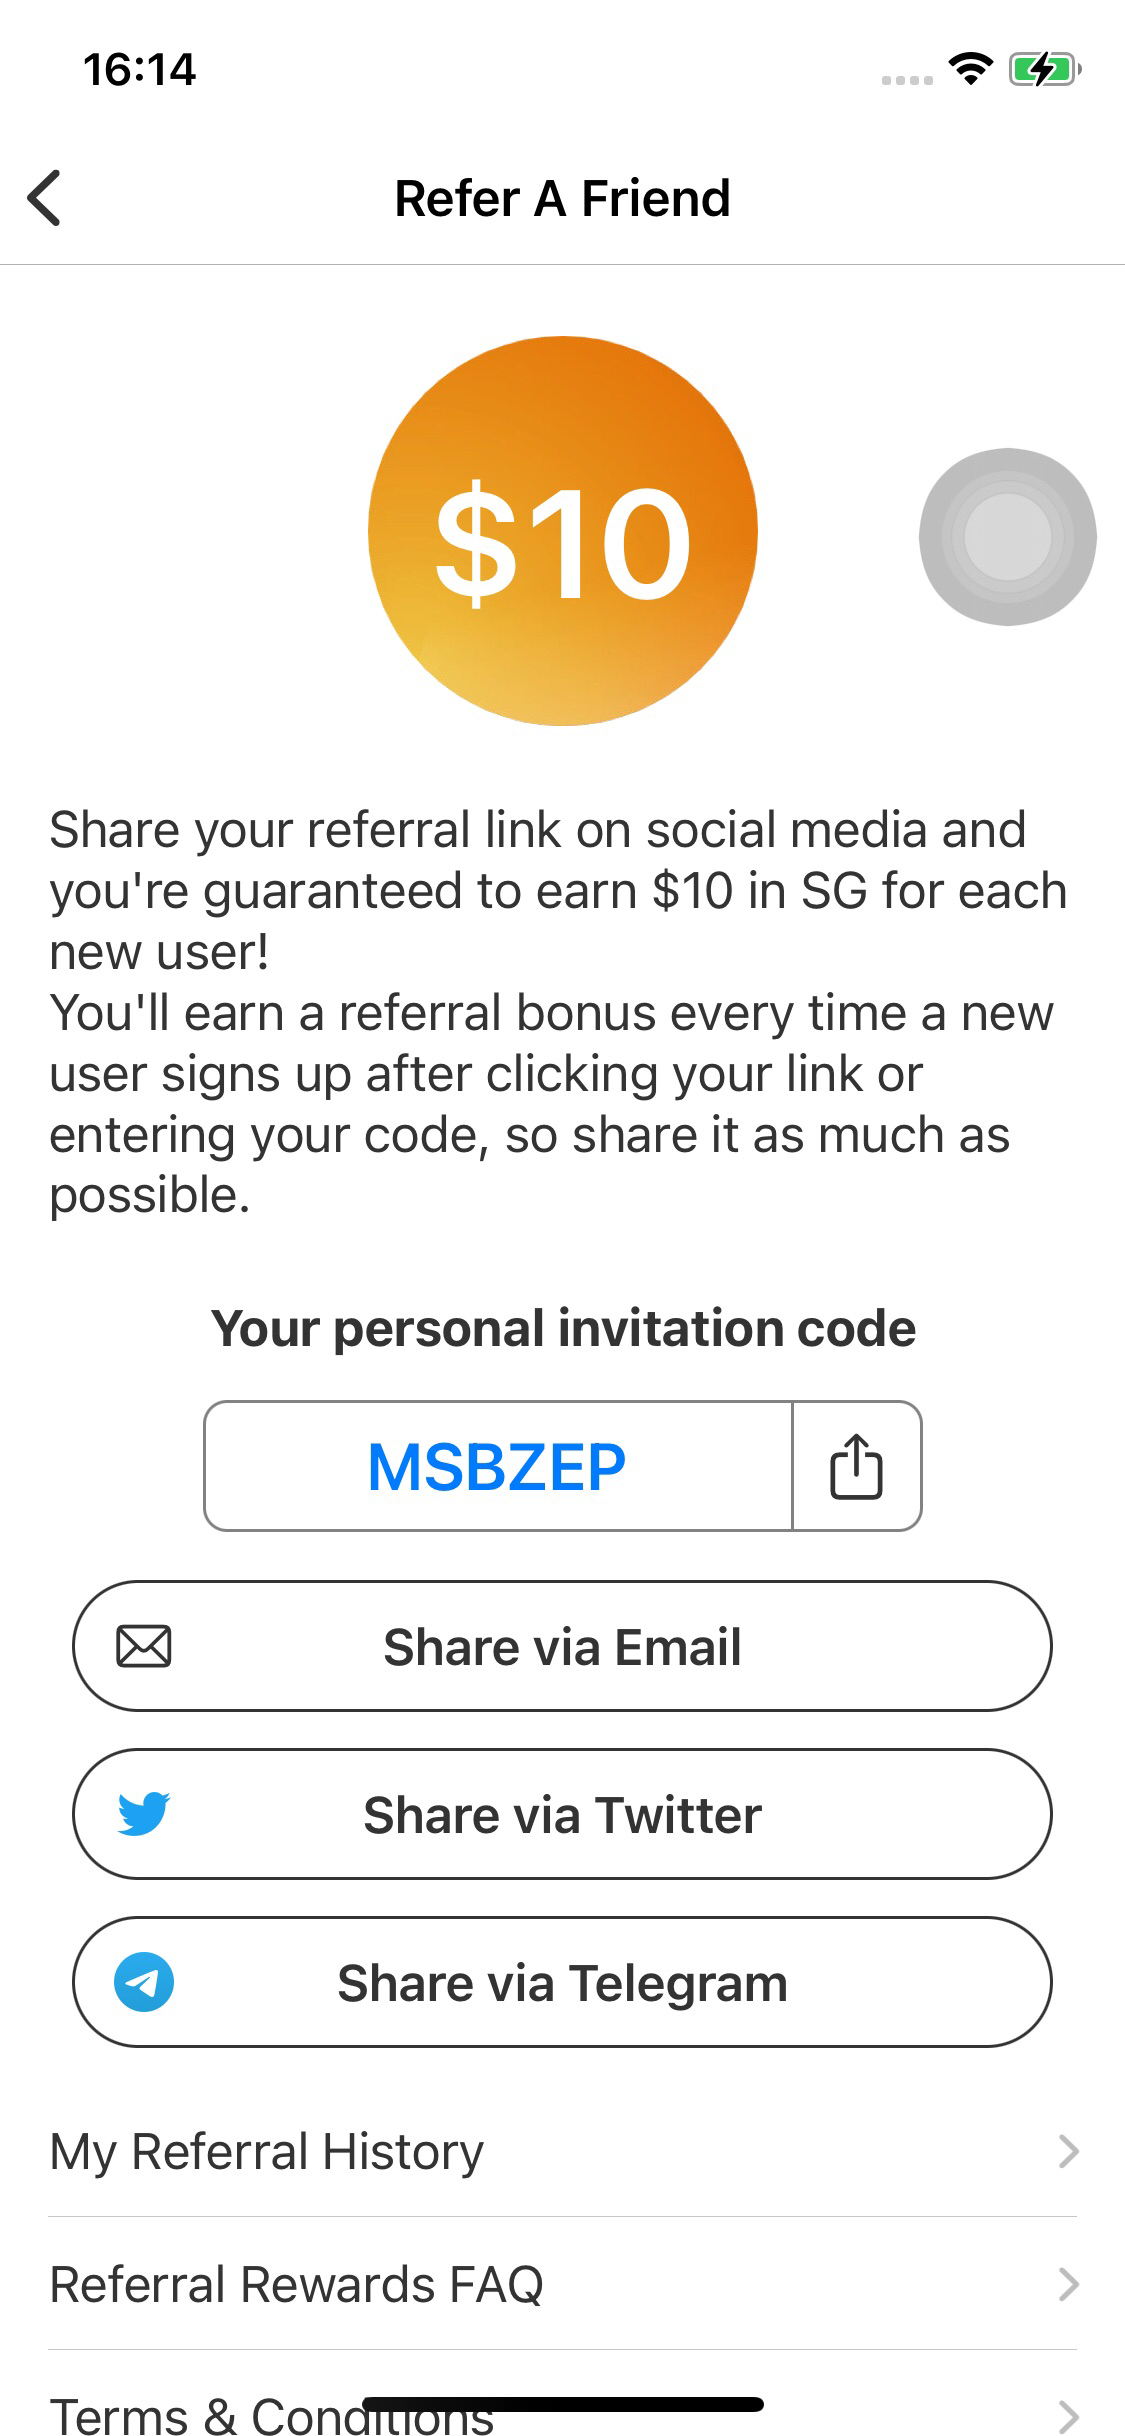 16:14
Refer A Friend
$10
Share your referral link on social media and
you're guaranteed to earn $10 in SG for each
new user!
You'll earn a referral bonus every time a new
user signs up after clicking your link or
entering your code, so share it as much as
possible.
Your personal invitation code
MSBZEP
Share via Email
Share via Twitter
Share via Telegram
My Referral History
Referral Rewards FAQ
Terms & Conditions